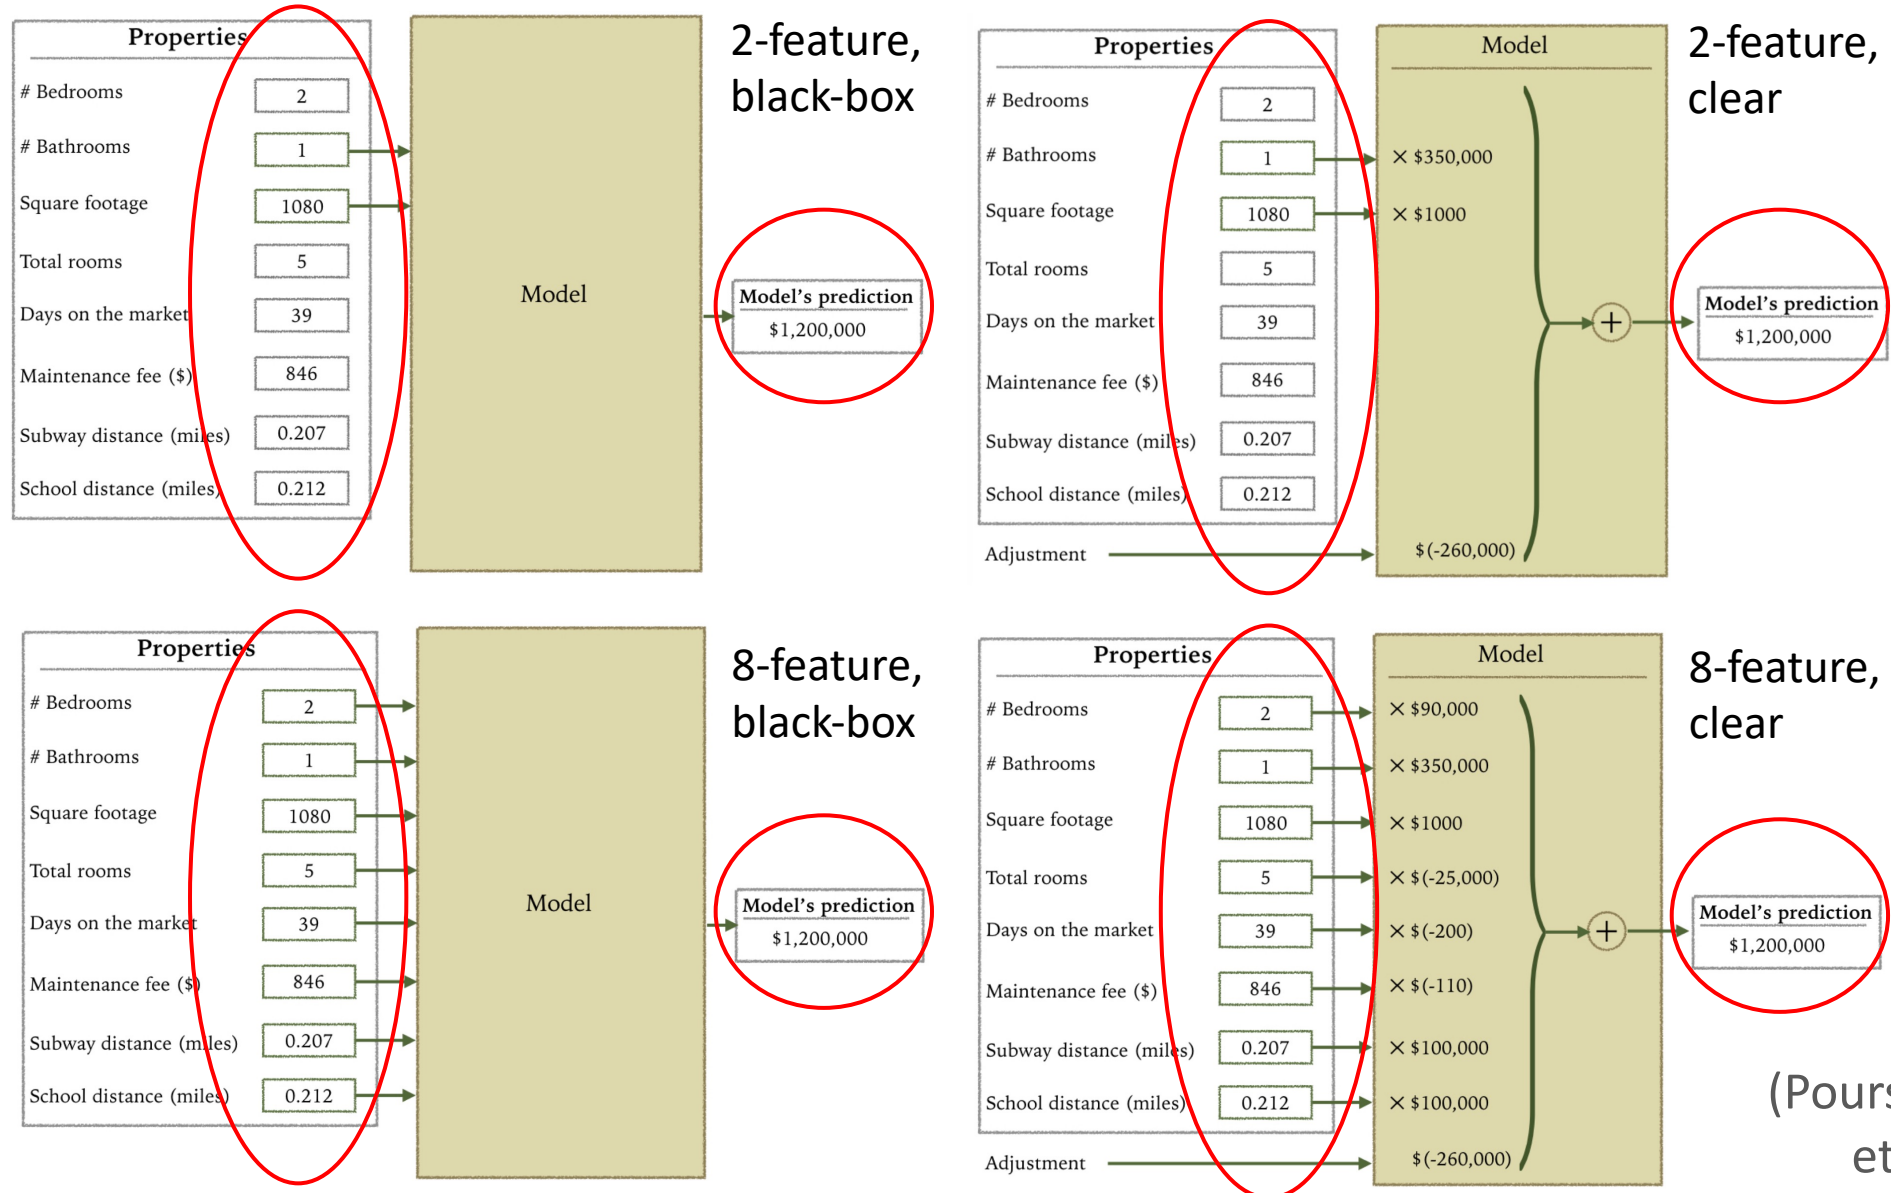 Properties
# Bedrooms 2
# Bathrooms 1
Square footage 1080
Total rooms 5
Days on the market 39
Maintenance fee ($) 846
Subway distance (miles) 0.207
School distance (miles) 0.212
Model
Model's prediction
$1,200,000
2-feature,
black-box
Properties
# Bedrooms 2
# Bathrooms 1
Square footage 1080
Total rooms 5
Days on the market 39
Maintenance fee ($) 846
Subway distance (miles) 0.207
School distance (miles) 0.212
Adjustment
Model
× $350,000
× $1000
$(-260,000)
+
Model's prediction
$1,200,000
2-feature,
clear
Properties
# Bedrooms 2
# Bathrooms 1
Square footage 1080
Total rooms 5
Days on the market 39
Maintenance fee ($) 846
Subway distance (miles) 0.207
School distance (miles) 0.212
Model
Model's prediction
$1,200,000
8-feature,
black-box
Properties
# Bedrooms 2
# Bathrooms 1
Square footage 1080
Total rooms 5
Days on the market 39
Maintenance fee ($) 846
Subway distance (miles) 0.207
School distance (miles) 0.212
Adjustment
Model
× $90,000
× $350,000
× $1000
× $(-25,000)
× $(-200)
× $(-110)
× $100,000
× $100,000
$(-260,000)
+
Model's prediction
$1,200,000
8-feature,
clear
(Pours
et